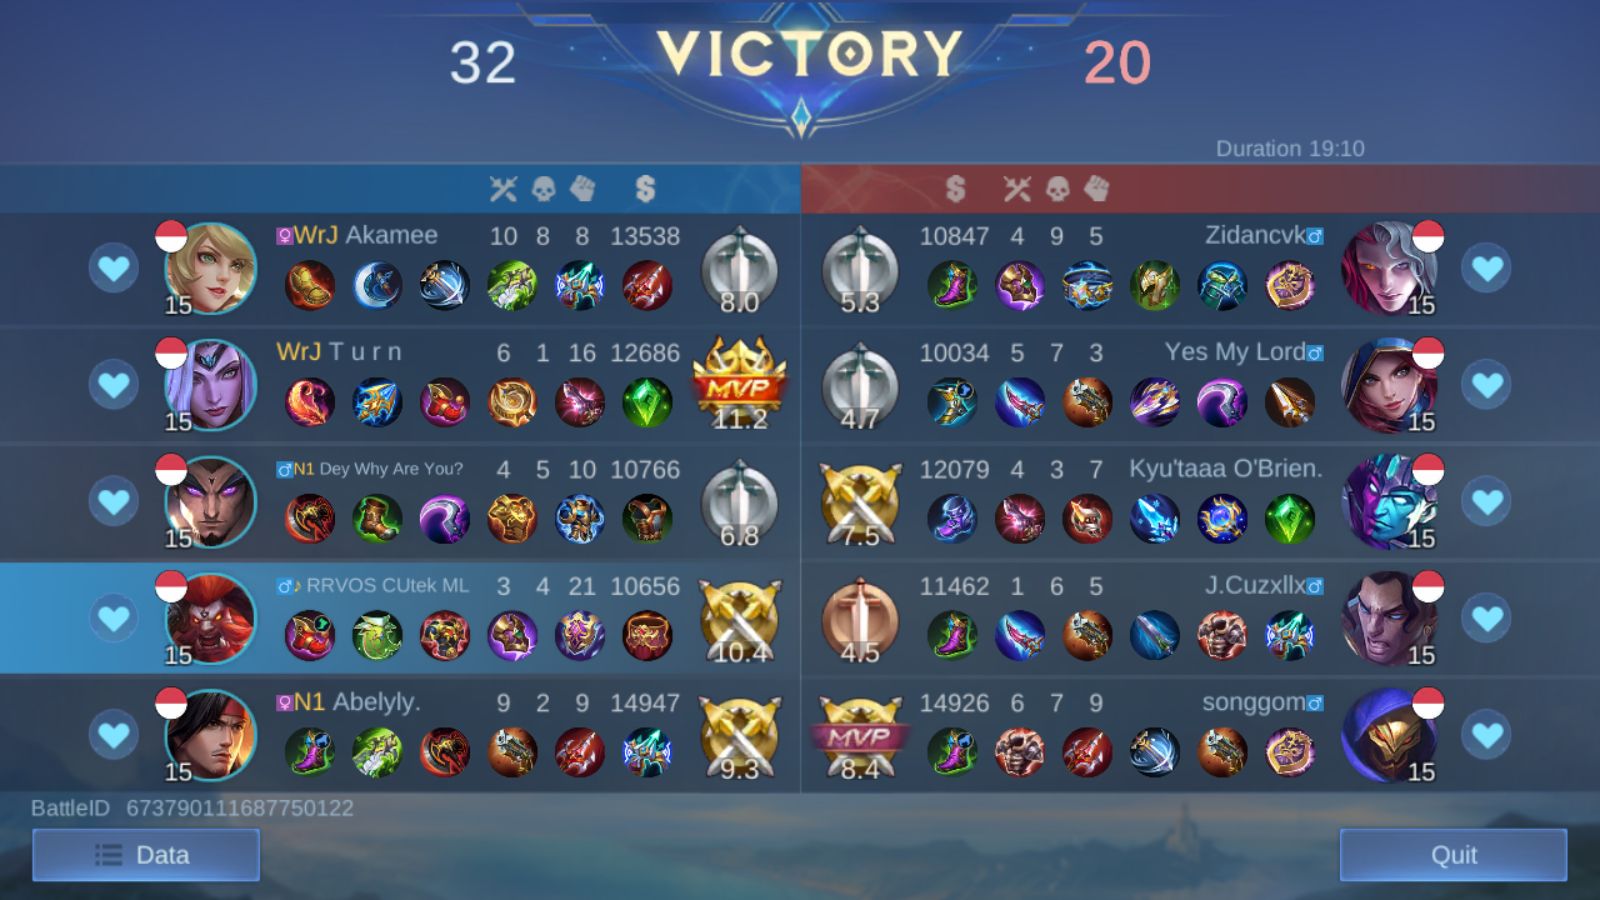 32 VICTORY 20
Duration 19:10
15 WrJ Akamee 10 8 8 13538 8.0
5.3 10847 4 9 5 Zidancvk 15
15 WrJ T u r n 6 1 16 12686 MVP 11.2
4.7 10034 5 7 3 Yes My Lord 15
15 N1 Dey Why Are You? 4 5 10 10766 6.8
7.5 12079 4 3 7 Kyu'taaa O'Brien. 15
15 ♪ RRVOS CUtek ML 3 4 21 10656 10.4
4.5 11462 1 6 5 J.Cuzxllx 15
15 N1 Abelyly. 9 2 9 14947 9.3
MVP 8.4 14926 6 7 9 songgom 15
BattleID 673790111687750122
Data Quit